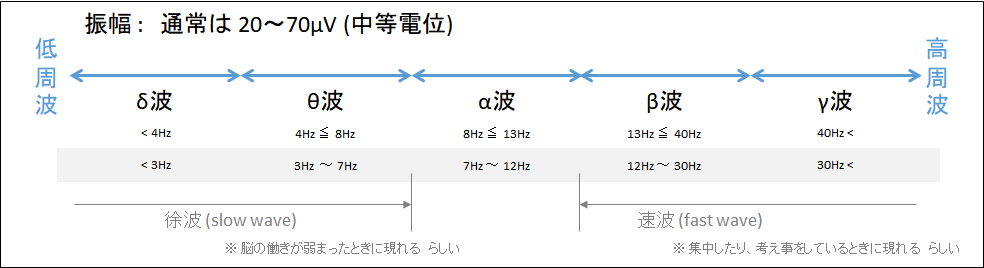 振幅： 通常は 20～70μV (中等電位)
低周波
高周波
δ波 θ波 α波 β波 γ波
< 4Hz 4Hz ≦ 8Hz 8Hz ≦ 13Hz 13Hz ≦ 40Hz 40Hz <
< 3Hz 3Hz ～ 7Hz 7Hz～ 12Hz 12Hz～ 30Hz 30Hz <
徐波 (slow wave) 速波 (fast wave)
※ 脳の働きが弱まったときに現れる らしい ※ 集中したり、考え事をしているときに現れる らしい